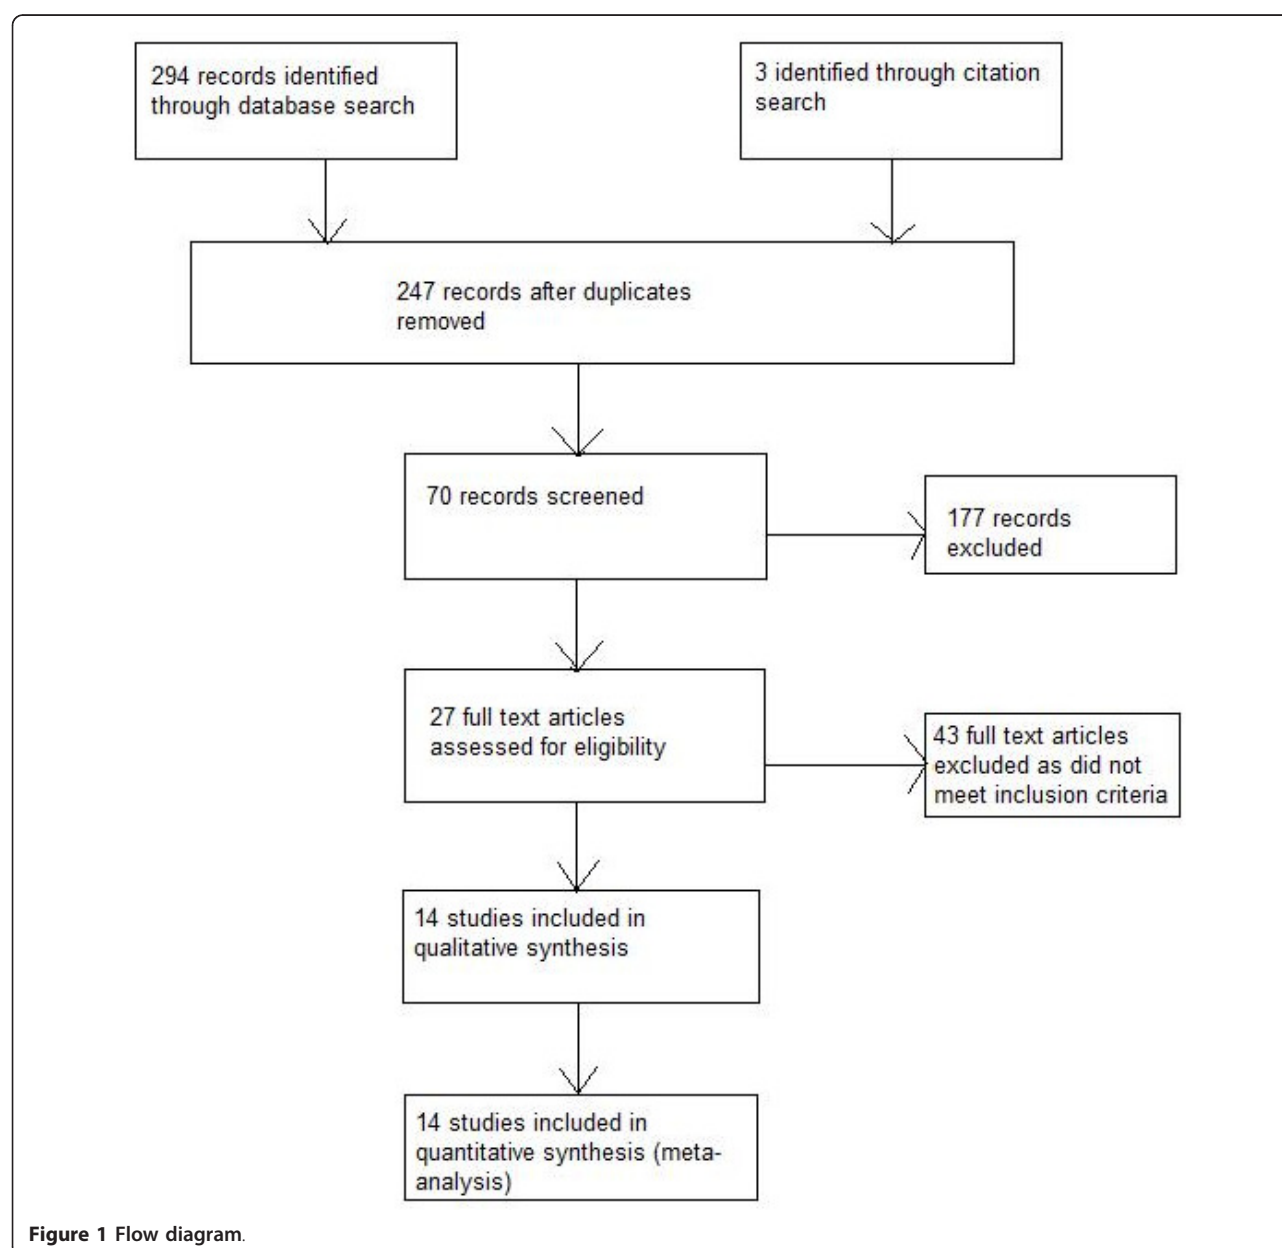 294 records identified
through database search
3 identified through citation
search
247 records after duplicates
removed
70 records screened
177 records
excluded
27 full text articles
assessed for eligibility
43 full text articles
excluded as did not
meet inclusion criteria
14 studies included in
qualitative synthesis
14 studies included in
quantitative synthesis (meta-
analysis)
Figure 1 Flow diagram.